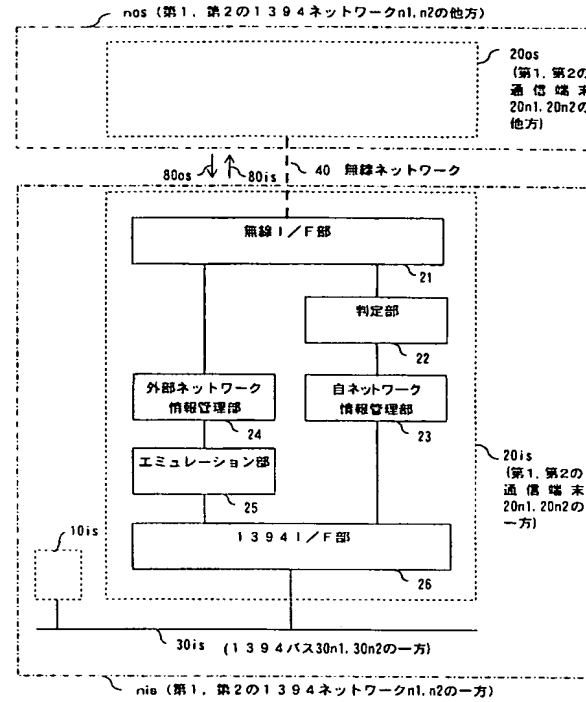 nos (第1,第2の1394ネットワークn1,n2の他方)
20os
(第1,第2の
通信端末
20n1,20n2の
他方)
80os
80is
40 無線ネットワーク
無線I/F部
21
判定部
22
外部ネットワーク
情報管理部
24
自ネットワーク
情報管理部
23
エミュレーション部
25
20is
(第1,第2の
通信端末
20n1,20n2の
一方)
10is
1394I/F部
26
30is (1394バス30n1,30n2の一方)
nis (第1,第2の1394ネットワークn1,n2の一方)